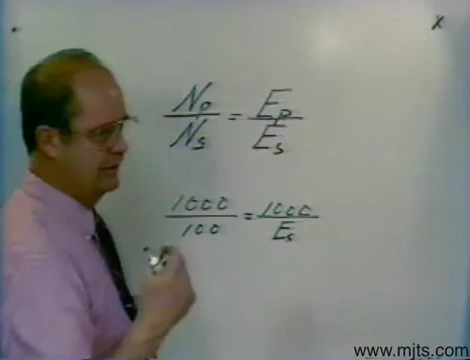 x
Np/Ns = Ep/Es
1000/100 = 1000/Es
www.mjts.com